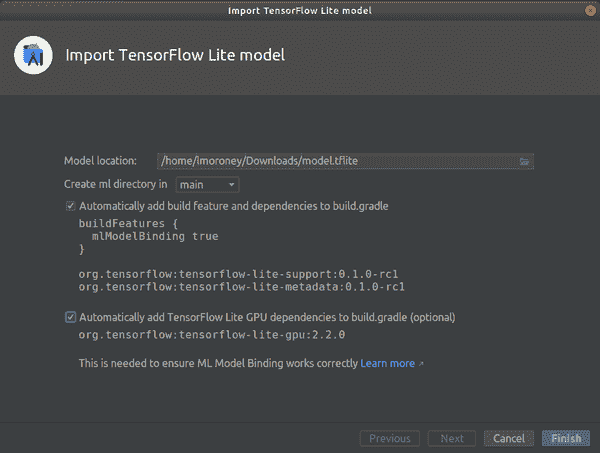 Import TensorFlow Lite model
Import TensorFlow Lite model
Model location: /home/lmoroney/Downloads/model.tflite
Create ml directory in main
Automatically add build feature and dependencies to build.gradle
buildFeatures {
mlModelBinding true
}
org.tensorflow:tensorflow-lite-support:0.1.0-rc1
org.tensorflow:tensorflow-lite-metadata:0.1.0-rc1
Automatically add TensorFlow Lite GPU dependencies to build.gradle (optional)
org.tensorflow:tensorflow-lite-gpu:2.2.0
This is needed to ensure ML Model Binding works correctly Learn more ↗
Previous Next Cancel Finish